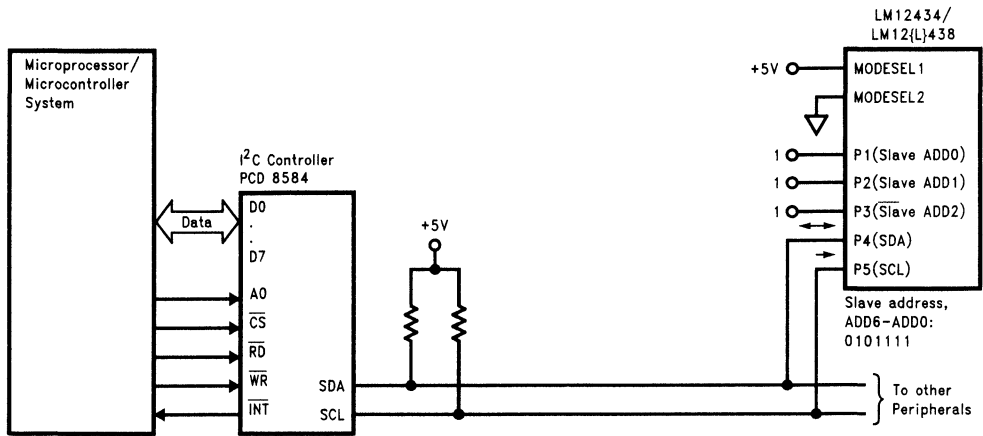 LM12434/
LM12{L}438
Microprocessor/
Microcontroller
System
+5V
MODESEL1
MODESEL2
I²C Controller
PCD 8584
1
P1(Slave ADD0)
1
P2(Slave ADD1)
1
P3(Slave ADD2)
D0
.
.
D7
Data
+5V
P4(SDA)
P5(SCL)
A0
CS
RD
WR
INT
SDA
SCL
Slave address,
ADD6-ADD0:
0101111
To other
Peripherals